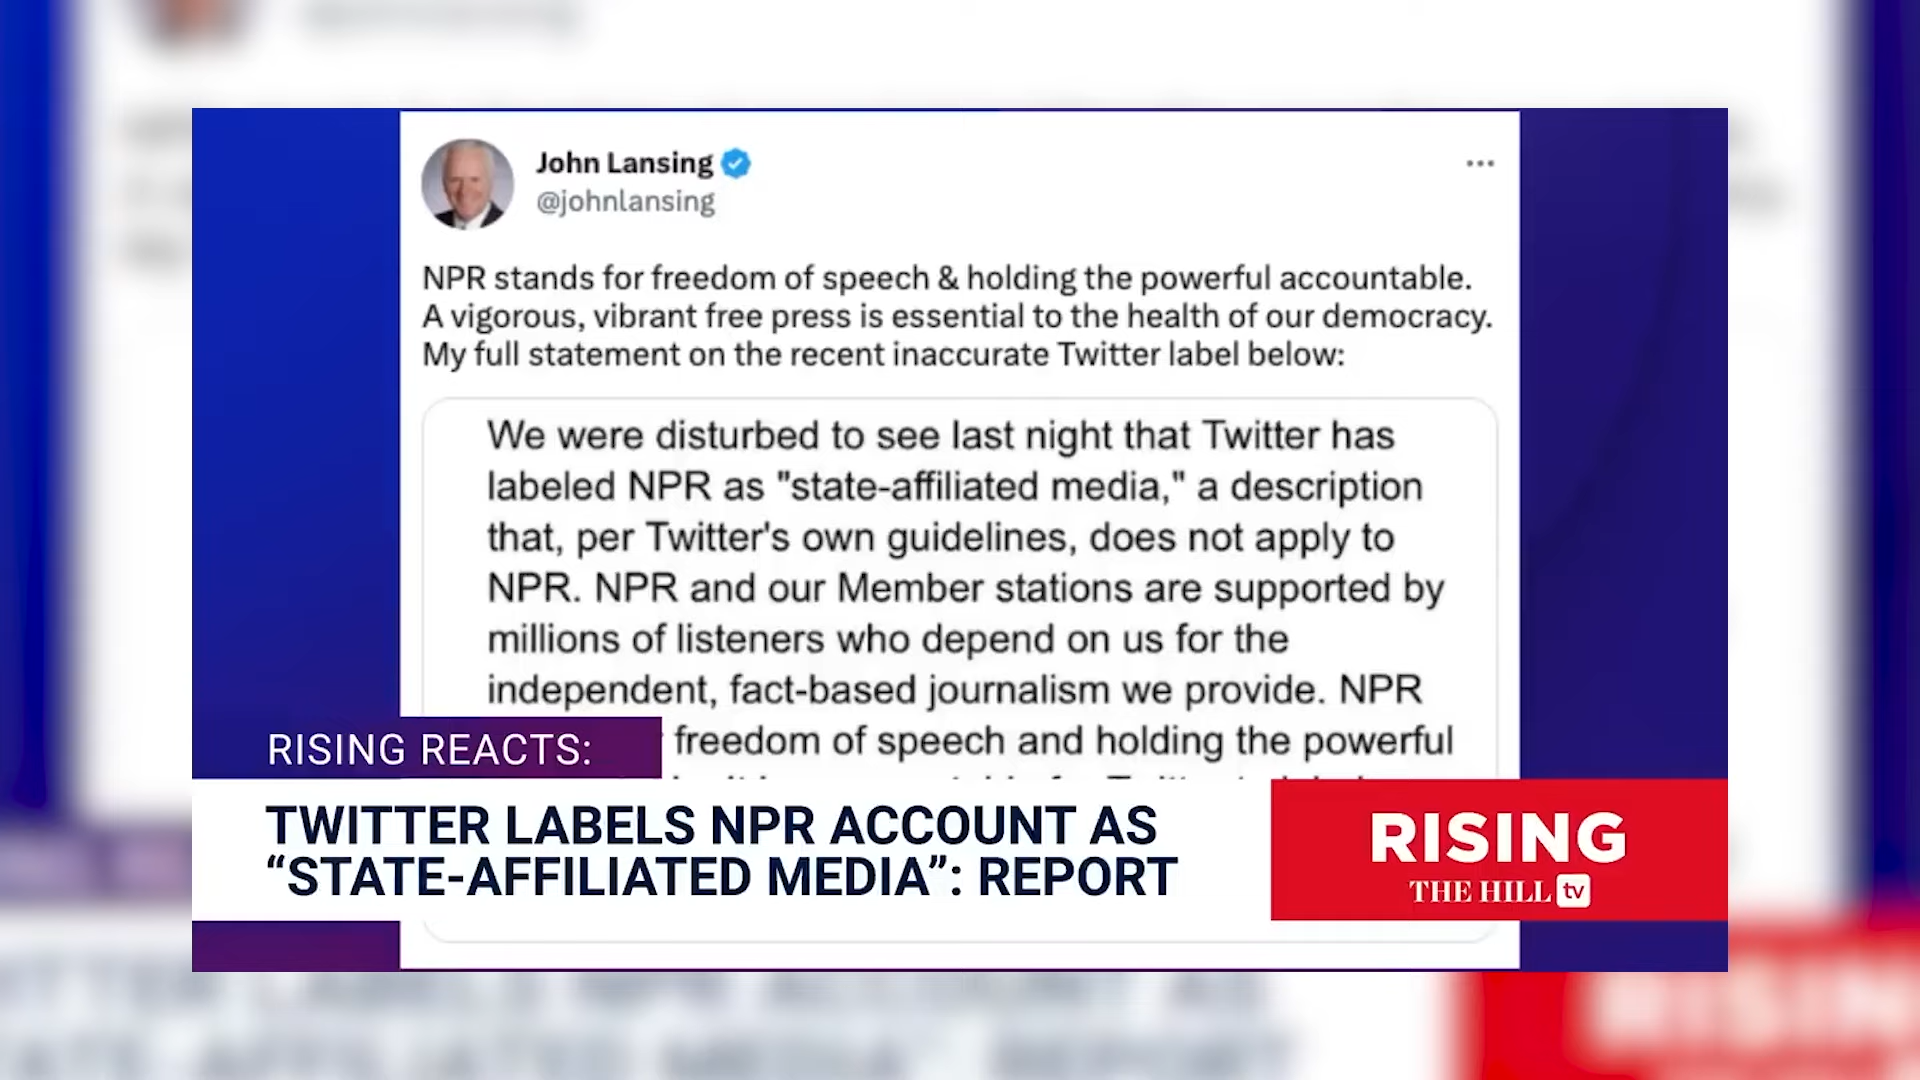 John Lansing
@johnlansing
NPR stands for freedom of speech & holding the powerful accountable.
A vigorous, vibrant free press is essential to the health of our democracy.
My full statement on the recent inaccurate Twitter label below:
We were disturbed to see last night that Twitter has
labeled NPR as "state-affiliated media," a description
that, per Twitter's own guidelines, does not apply to
NPR. NPR and our Member stations are supported by
millions of listeners who depend on us for the
independent, fact-based journalism we provide. NPR
freedom of speech and holding the powerful
RISING REACTS:
TWITTER LABELS NPR ACCOUNT AS
“STATE-AFFILIATED MEDIA”: REPORT
RISING
THE HILL tv